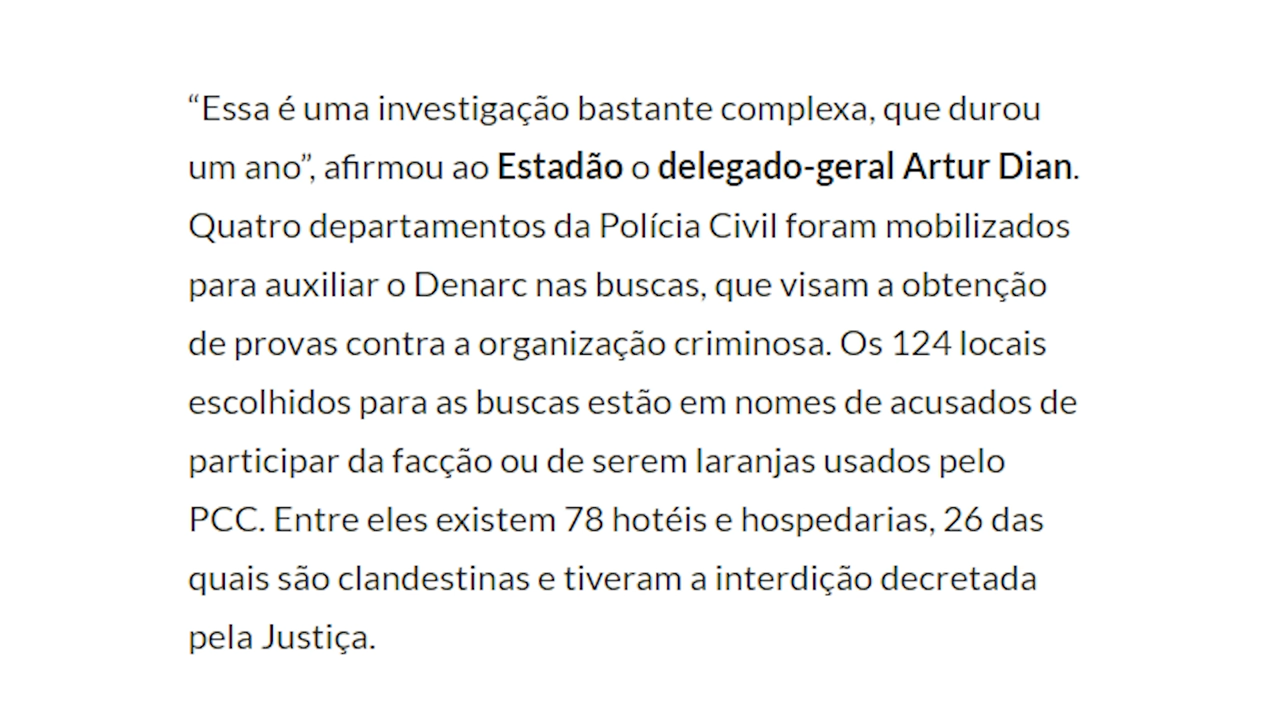 “Essa é uma investigação bastante complexa, que durou
um ano”, afirmou ao Estadão o delegado-geral Artur Dian.
Quatro departamentos da Polícia Civil foram mobilizados
para auxiliar o Denarc nas buscas, que visam a obtenção
de provas contra a organização criminosa. Os 124 locais
escolhidos para as buscas estão em nomes de acusados de
participar da facção ou de serem laranjas usados pelo
PCC. Entre eles existem 78 hotéis e hospedarias, 26 das
quais são clandestinas e tiveram a interdição decretada
pela Justiça.